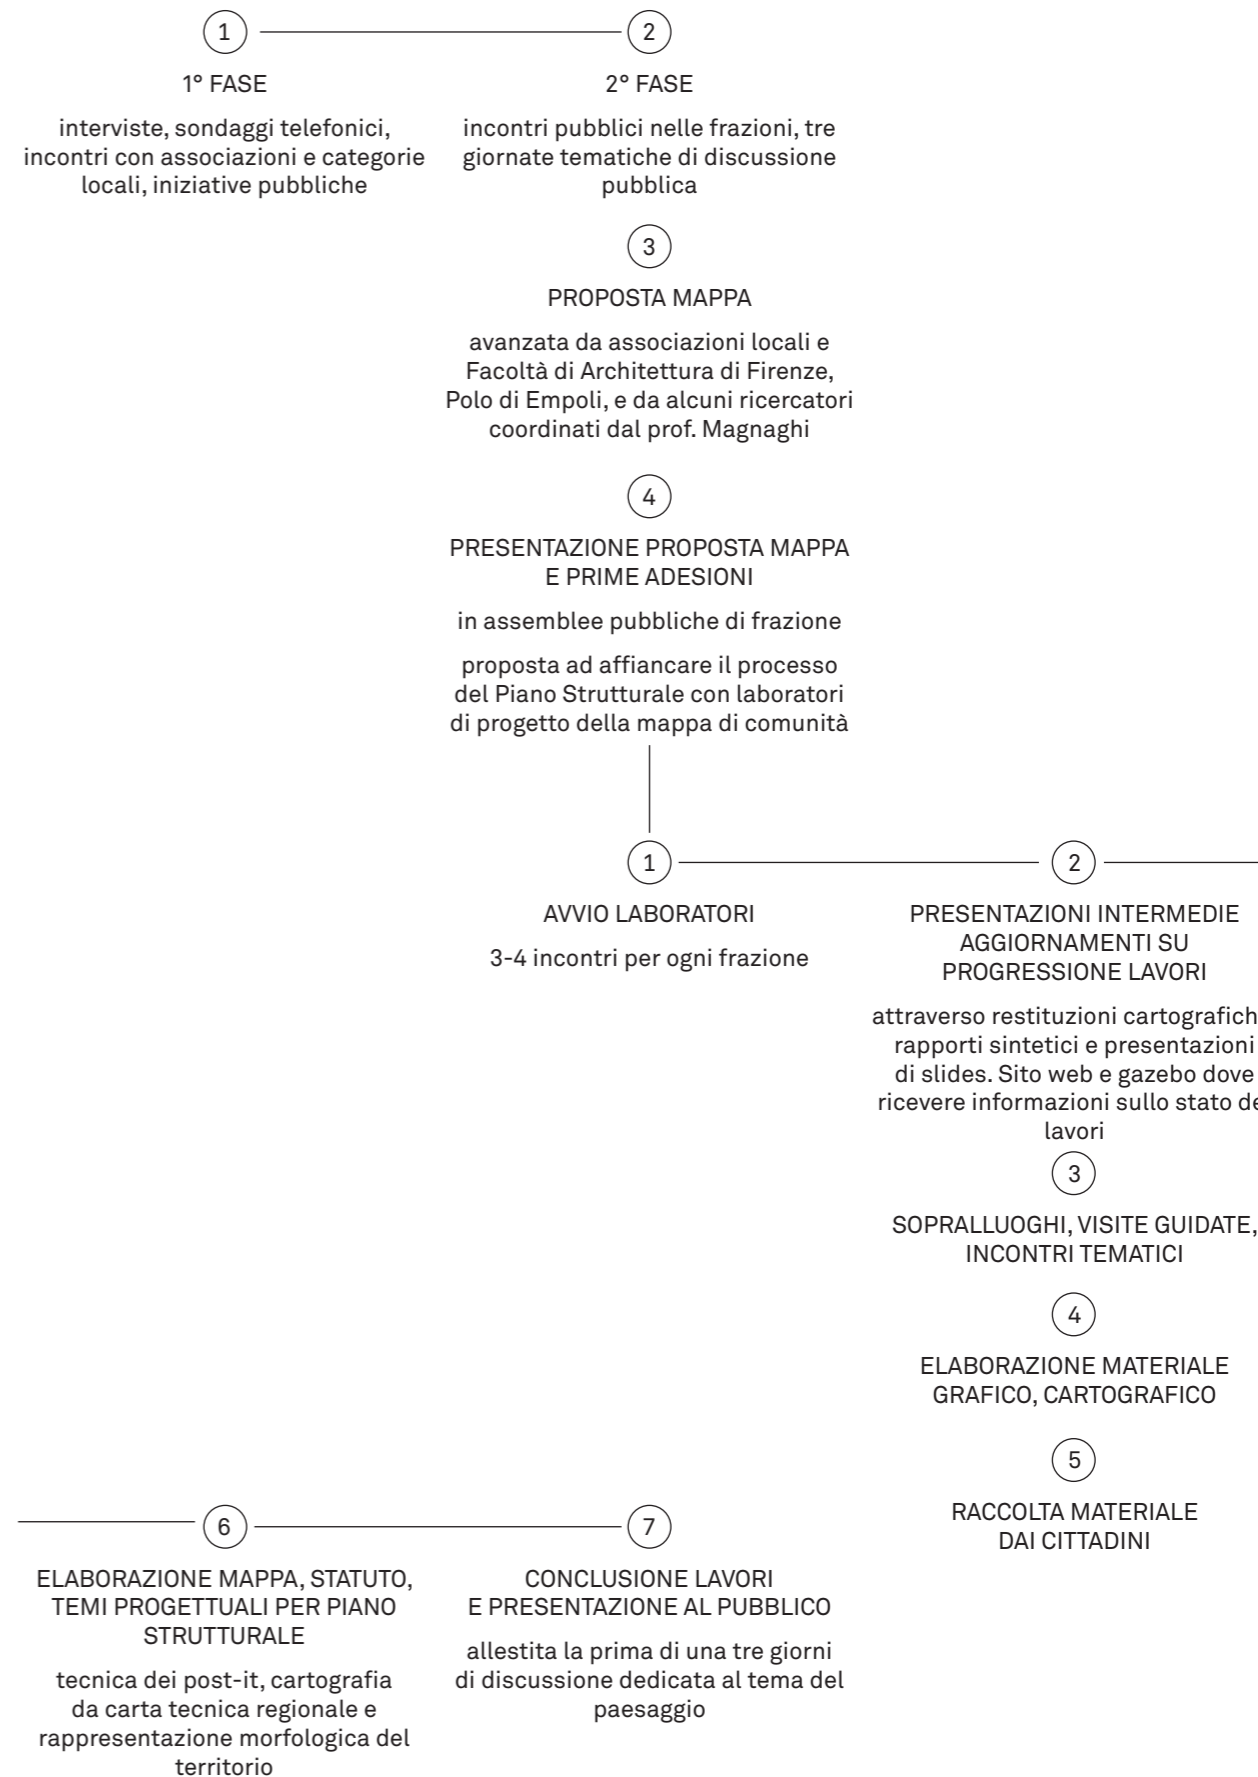 1
1° FASE
interviste, sondaggi telefonici,
incontri con associazioni e categorie
locali, iniziative pubbliche
2
2° FASE
incontri pubblici nelle frazioni, tre
giornate tematiche di discussione
pubblica
3
PROPOSTA MAPPA
avanzata da associazioni locali e
Facoltà di Architettura di Firenze,
Polo di Empoli, e da alcuni ricercatori
coordinati dal prof. Magnaghi
4
PRESENTAZIONE PROPOSTA MAPPA
E PRIME ADESIONI
in assemblee pubbliche di frazione
proposta ad affiancare il processo
del Piano Strutturale con laboratori
di progetto della mappa di comunità
1
AVVIO LABORATORI
3-4 incontri per ogni frazione
2
PRESENTAZIONI INTERMEDIE
AGGIORNAMENTI SU
PROGRESSIONE LAVORI
attraverso restituzioni cartografich
rapporti sintetici e presentazioni
di slides. Sito web e gazebo dove
ricevere informazioni sullo stato de
lavori
3
SOPRALLUOGHI, VISITE GUIDATE,
INCONTRI TEMATICI
4
ELABORAZIONE MATERIALE
GRAFICO, CARTOGRAFICO
5
RACCOLTA MATERIALE
DAI CITTADINI
6
ELABORAZIONE MAPPA, STATUTO,
TEMI PROGETTUALI PER PIANO
STRUTTURALE
tecnica dei post-it, cartografia
da carta tecnica regionale e
rappresentazione morfologica del
territorio
7
CONCLUSIONE LAVORI
E PRESENTAZIONE AL PUBBLICO
allestita la prima di una tre giorni
di discussione dedicata al tema del
paesaggio